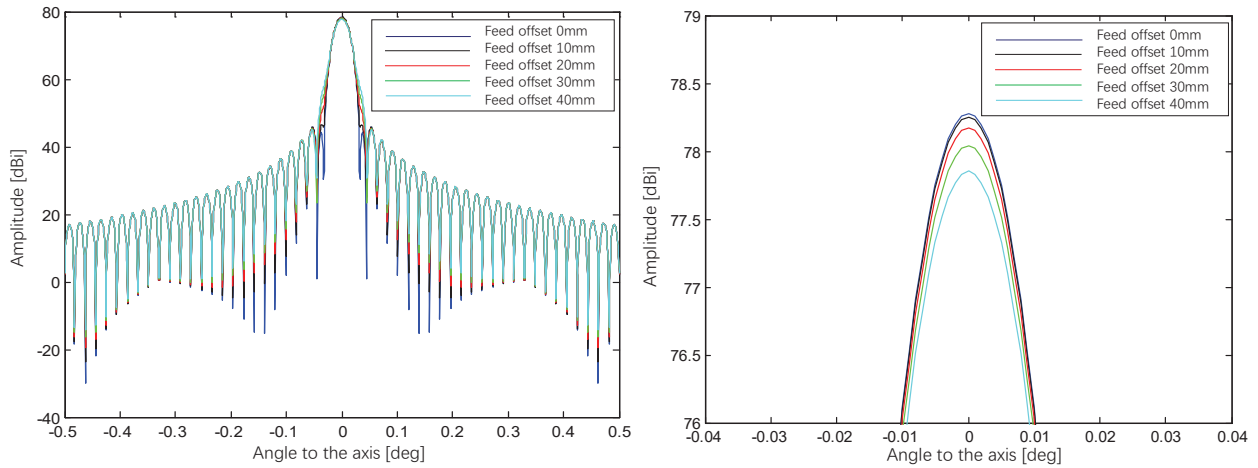 80
60
40
20
0
-20
-40
-0.5
-0.4
-0.3
-0.2
-0.1
0
0.1
0.2
0.3
0.4
0.5
Amplitude [dBi]
Angle to the axis [deg]
Feed offset 0mm
Feed offset 10mm
Feed offset 20mm
Feed offset 30mm
Feed offset 40mm
79
78.5
78
77.5
77
76.5
76
-0.04
-0.03
-0.02
-0.01
0
0.01
0.02
0.03
0.04
Amplitude [dBi]
Angle to the axis [deg]
Feed offset 0mm
Feed offset 10mm
Feed offset 20mm
Feed offset 30mm
Feed offset 40mm